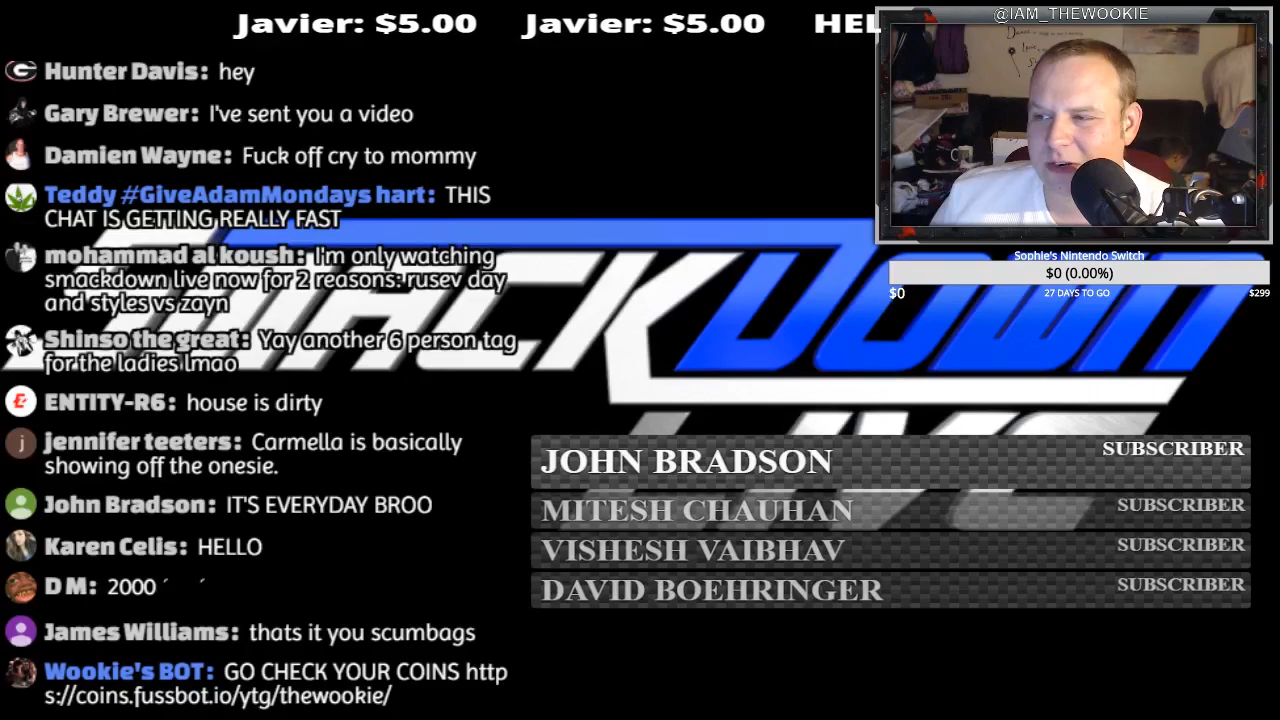 Javier: $5.00 Javier: $5.00 HEL
@IAM_THEWOOKIE
Hunter Davis: hey
Gary Brewer: I've sent you a video
Damien Wayne: Fuck off cry to mommy
Teddy #GiveAdamMondays hart: THIS
CHAT IS GETTING REALLY FAST
mohammad al koush: I'm only watching
smackdown live now for 2 reasons: rusev day
and styles vs zayn
Shinso the great: Yay another 6 person tag
for the ladies lmao
ENTITY-R6: house is dirty
jennifer teeters: Carmella is basically
showing off the onesie.
John Bradson: IT'S EVERYDAY BROO
Karen Celis: HELLO
D M: 2000 ´ ´
James Williams: thats it you scumbags
Wookie's BOT: GO CHECK YOUR COINS http
s://coins.fussbot.io/ytg/thewookie/
Sophie's Nintendo Switch
$0 (0.00%)
$0 27 DAYS TO GO $299
SMACKDOWN
LIVE
JOHN BRADSON SUBSCRIBER
MITESH CHAUHAN SUBSCRIBER
VISHESH VAIBHAV SUBSCRIBER
DAVID BOEHRINGER SUBSCRIBER